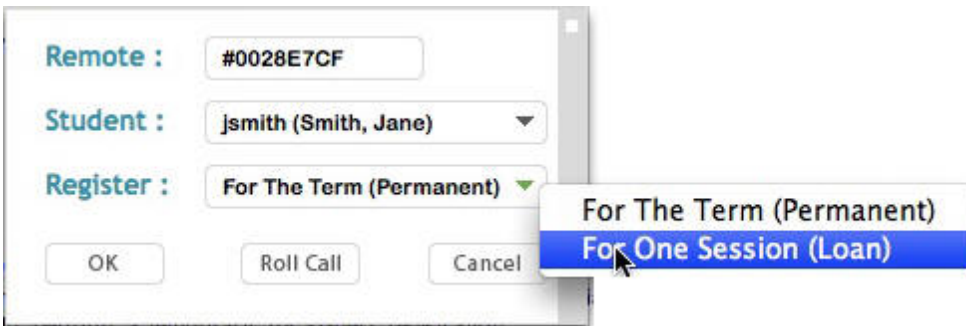 Remote :
#0028E7CF
Student :
jsmith (Smith, Jane)
Register :
For The Term (Permanent)
For The Term (Permanent)
For One Session (Loan)
OK
Roll Call
Cancel